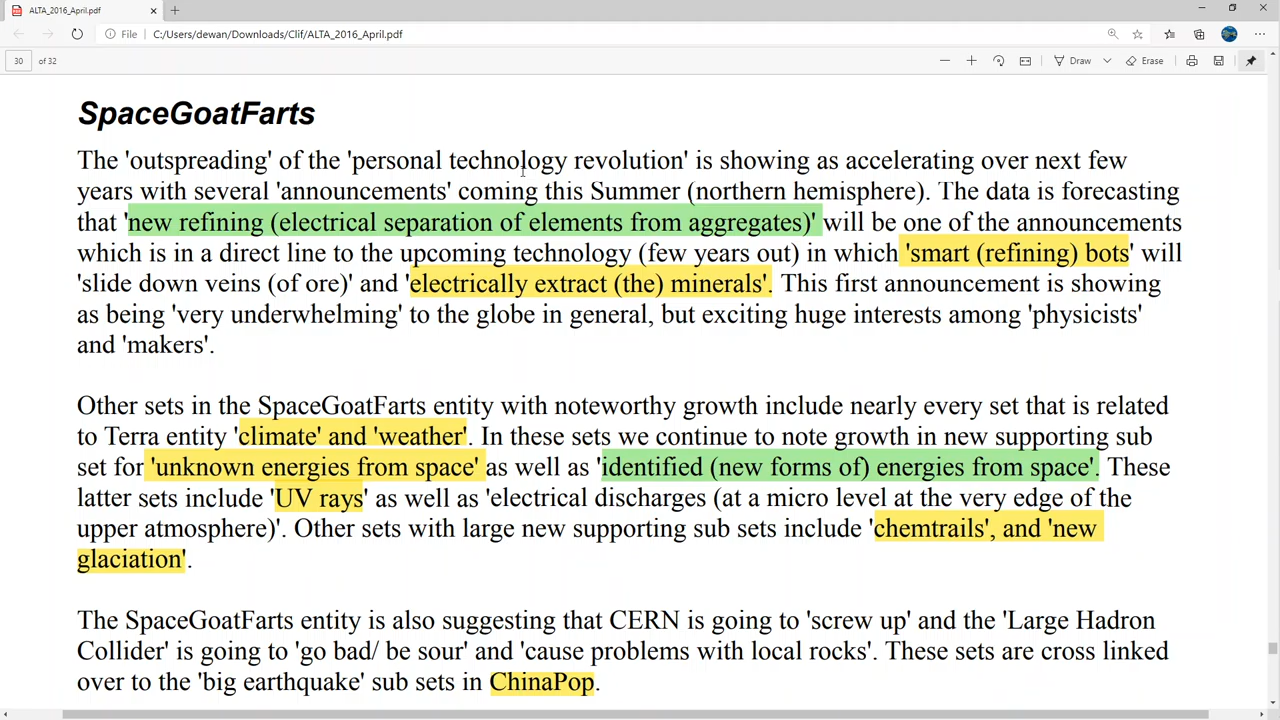 ALTA_2016_April.pdf
File C:/Users/dewan/Downloads/Clif/ALTA_2016_April.pdf
30 of 32
Draw
Erase
SpaceGoatFarts
The 'outspreading' of the 'personal technology revolution' is showing as accelerating over next few
years with several 'announcements' coming this Summer (northern hemisphere). The data is forecasting
that 'new refining (electrical separation of elements from aggregates)' will be one of the announcements
which is in a direct line to the upcoming technology (few years out) in which 'smart (refining) bots' will
'slide down veins (of ore)' and 'electrically extract (the) minerals'. This first announcement is showing
as being 'very underwhelming' to the globe in general, but exciting huge interests among 'physicists'
and 'makers'.
Other sets in the SpaceGoatFarts entity with noteworthy growth include nearly every set that is related
to Terra entity 'climate' and 'weather'. In these sets we continue to note growth in new supporting sub
set for 'unknown energies from space' as well as 'identified (new forms of) energies from space'. These
latter sets include 'UV rays' as well as 'electrical discharges (at a micro level at the very edge of the
upper atmosphere)'. Other sets with large new supporting sub sets include 'chemtrails', and 'new
glaciation'.
The SpaceGoatFarts entity is also suggesting that CERN is going to 'screw up' and the 'Large Hadron
Collider' is going to 'go bad/ be sour' and 'cause problems with local rocks'. These sets are cross linked
over to the 'big earthquake' sub sets in ChinaPop.